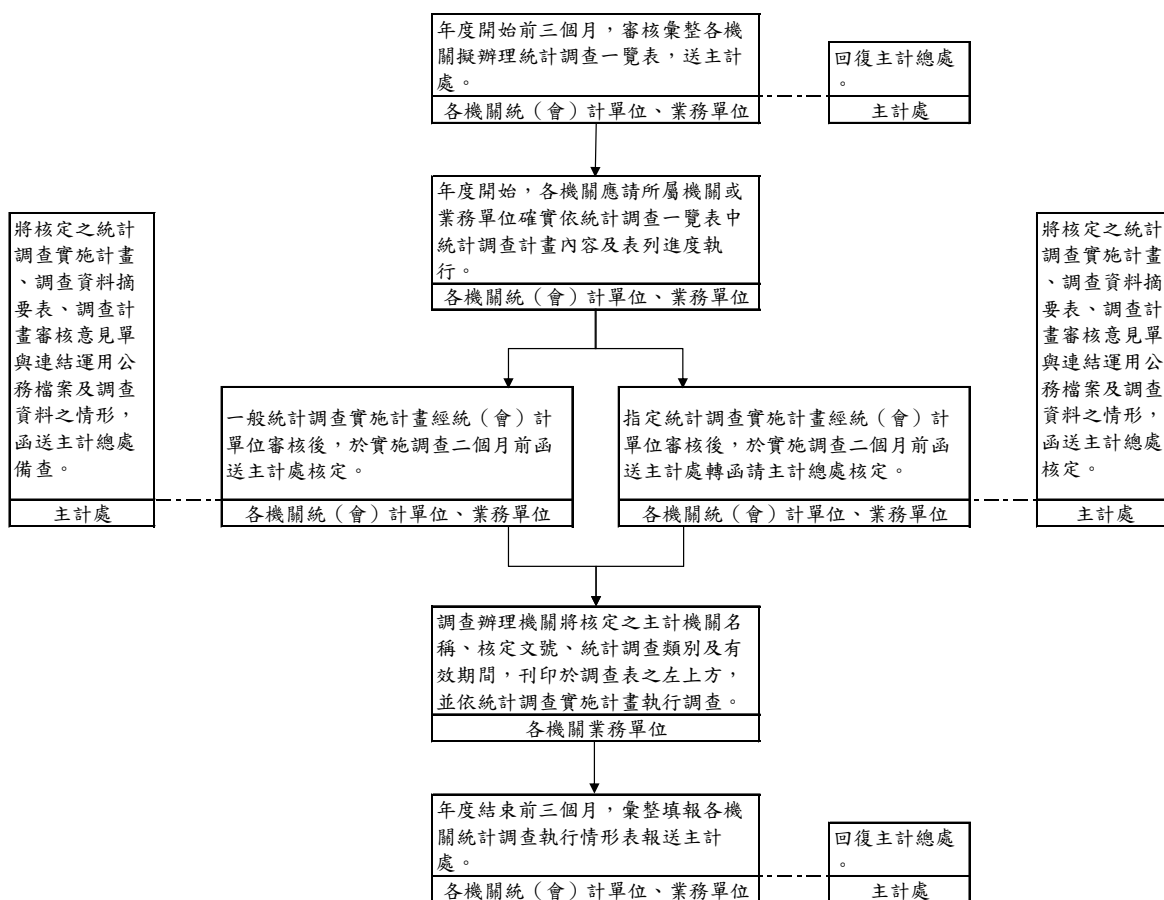 年度開始前三個月，審核彙整各機
關擬辦理統計調查一覽表，送主計
處。
各機關統（會）計單位、業務單位
回復主計總處
。
主計處
年度開始，各機關應請所屬機關或
業務單位確實依統計調查一覽表中
統計調查計畫內容及表列進度執
行。
各機關統（會）計單位、業務單位
將核定之統計
調查實施計畫
、調查資料摘
要表、調查計
畫審核意見單
與連結運用公
務檔案及調查
資料之情形，
函送主計總處
備查。
主計處
一般統計調查實施計畫經統（會）計
單位審核後，於實施調查二個月前函
送主計處核定。
各機關統（會）計單位、業務單位
指定統計調查實施計畫經統（會）計
單位審核後，於實施調查二個月前函
送主計處轉函請主計總處核定。
各機關統（會）計單位、業務單位
將核定之統計
調查實施計畫
、調查資料摘
要表、調查計
畫審核意見單
與連結運用公
務檔案及調查
資料之情形，
函送主計總處
核定。
主計處
調查辦理機關將核定之主計機關名
稱、核定文號、統計調查類別及有
效期間，刊印於調查表之左上方，
並依統計調查實施計畫執行調查。
各機關業務單位
年度結束前三個月，彙整填報各機
關統計調查執行情形表報送主計
處。
各機關統（會）計單位、業務單位
回復主計總處
。
主計處